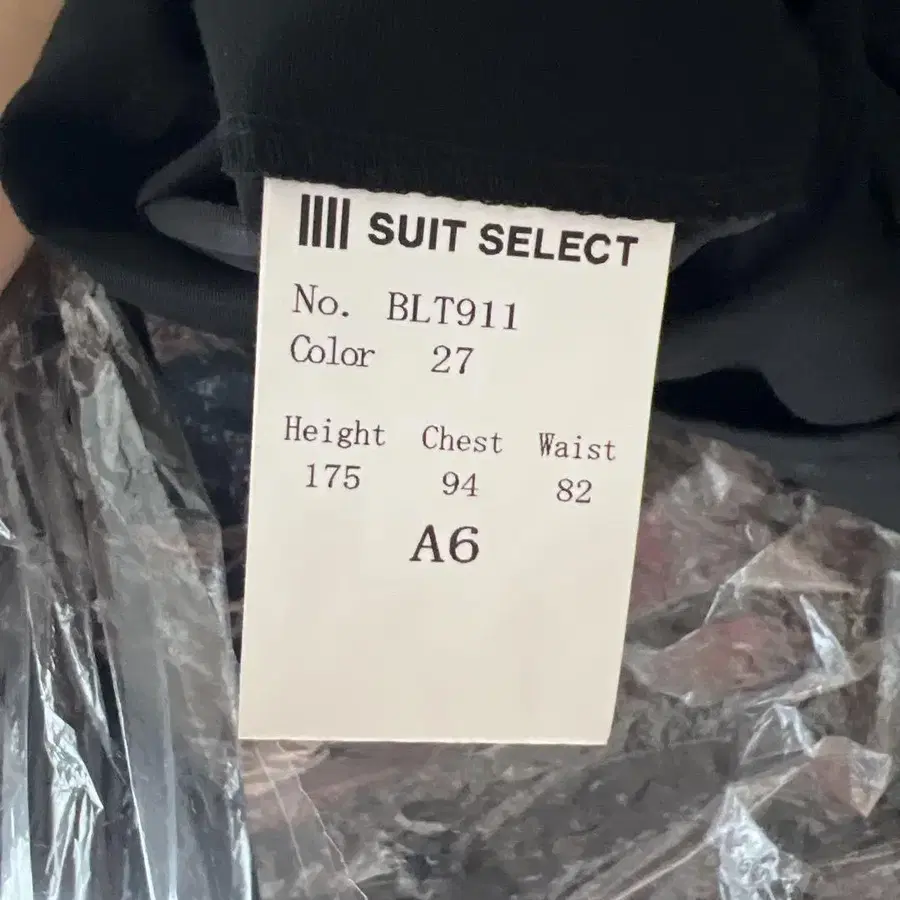 SUIT SELECT
No. BLT911
Color 27
Height Chest Waist
175 94 82
A6